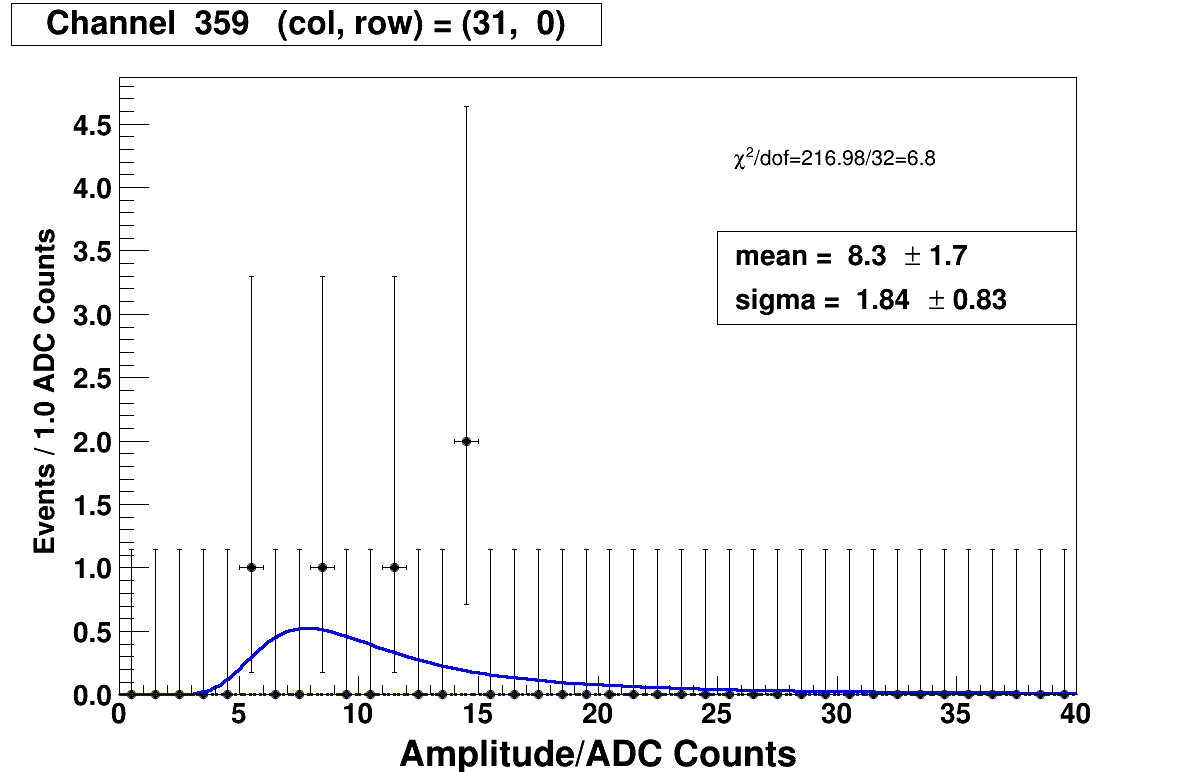 Channel 359 (col, row) = (31, 0)
Events / 1.0 ADC Counts
4.5
4.0
3.5
3.0
2.5
2.0
1.5
1.0
0.5
0.0
χ²/dof=216.98/32=6.8
mean = 8.3 ± 1.7
sigma = 1.84 ± 0.83
0 5 10 15 20 25 30 35 40
Amplitude/ADC Counts